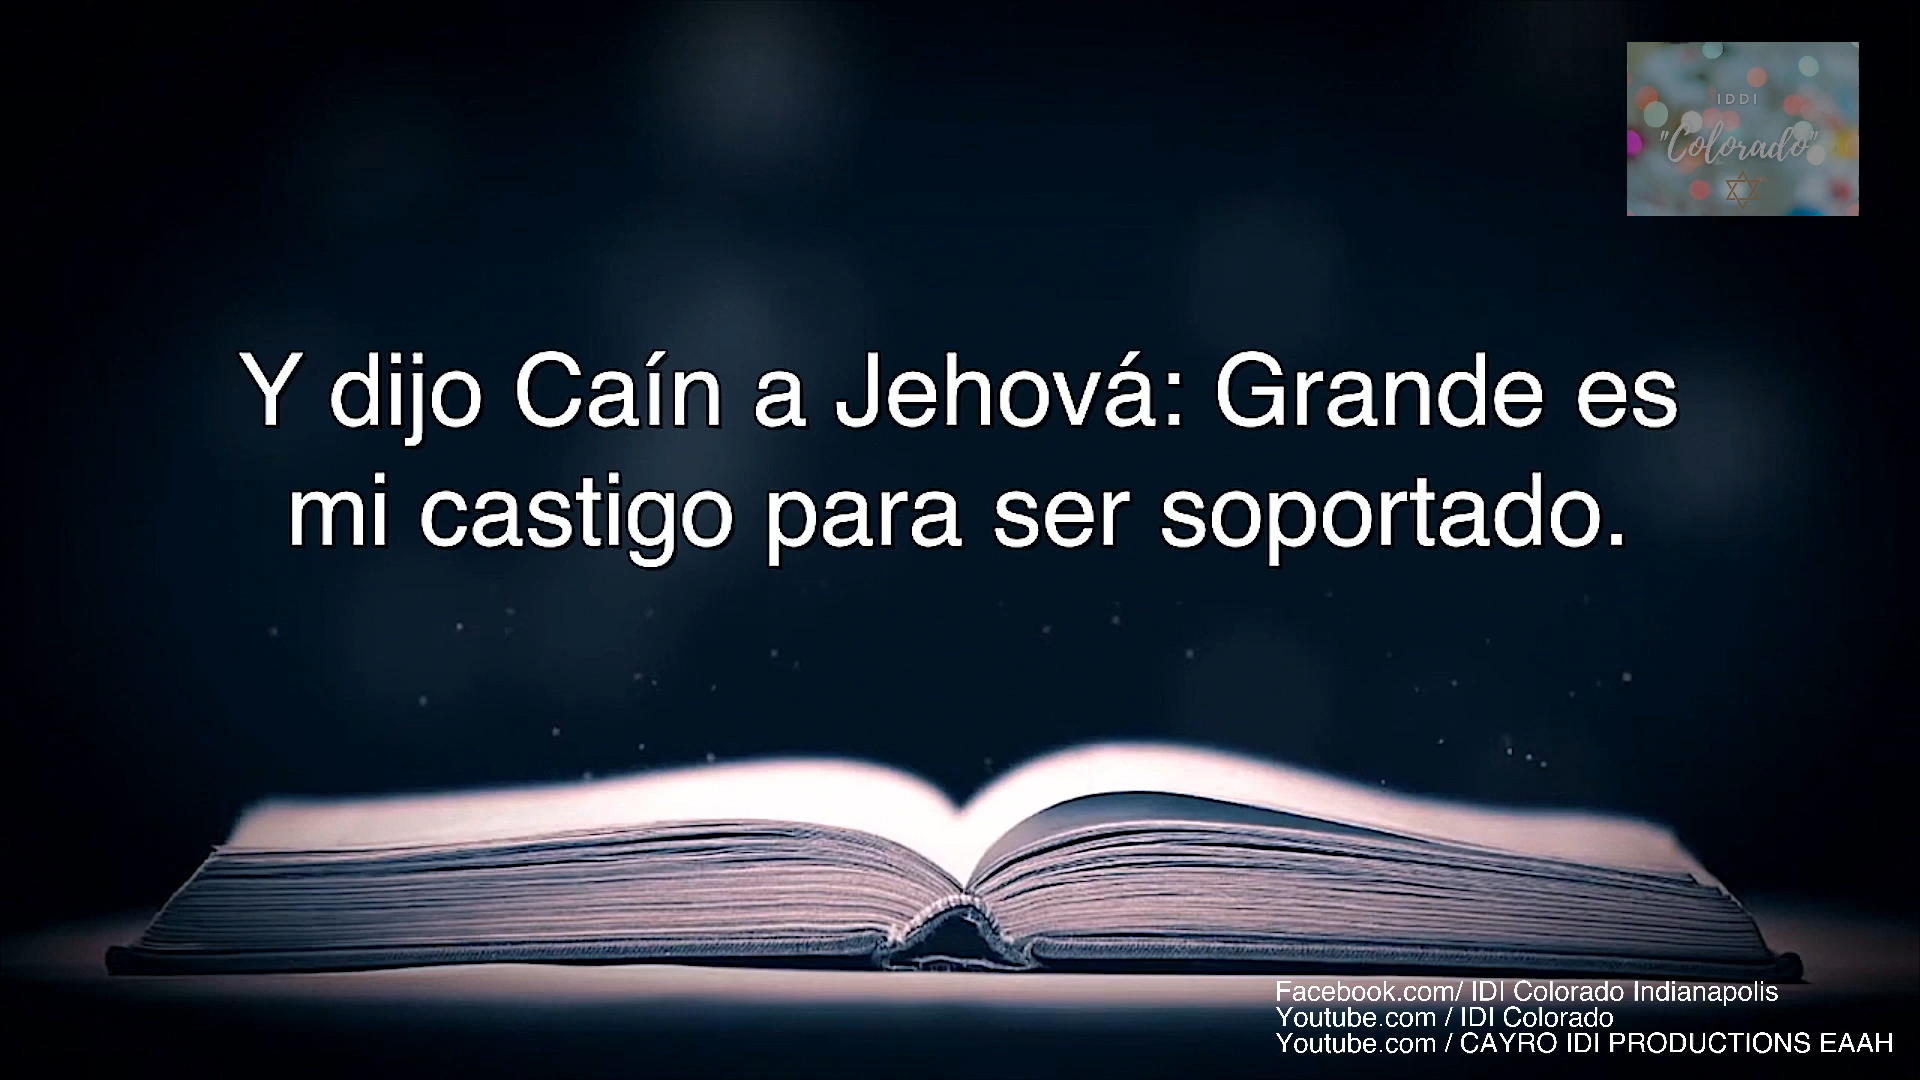 IDDI
"Colorado"
Y dijo Caín a Jehová: Grande es
mi castigo para ser soportado.
Facebook.com/ IDI Colorado Indianapolis
Youtube.com / IDI Colorado
Youtube.com / CAYRO IDI PRODUCTIONS EAAH